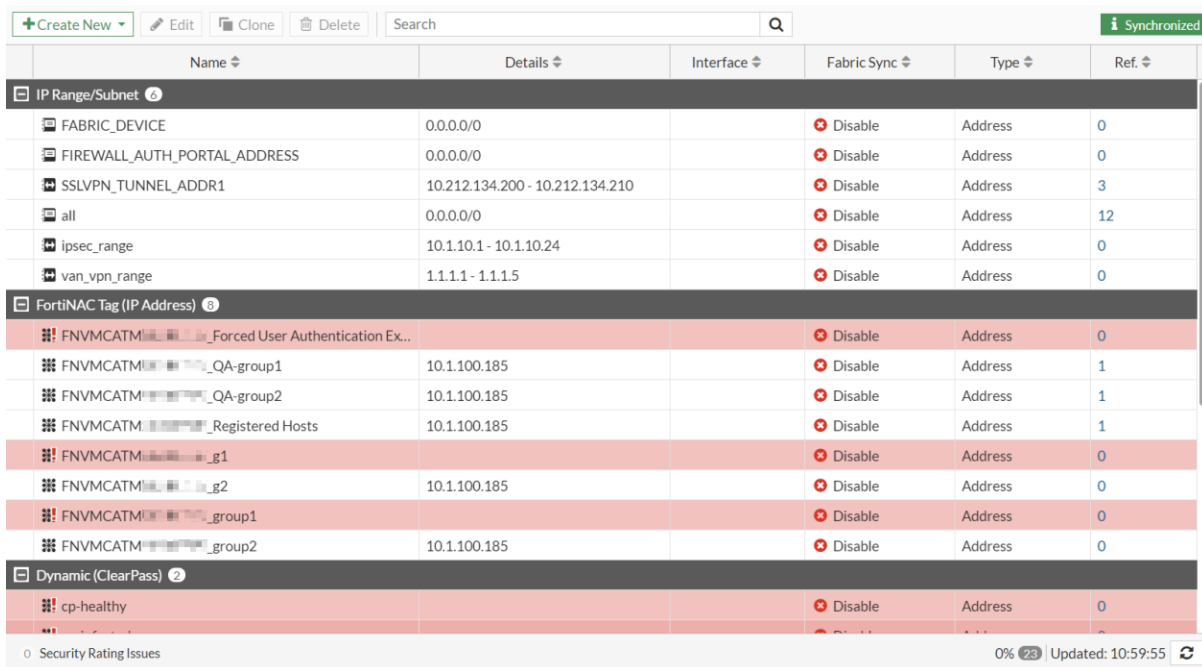 Create New Edit Clone Delete Search Synchronized
Name Details Interface Fabric Sync Type Ref.
IP Range/Subnet 6
FABRIC_DEVICE 0.0.0.0/0 Disable Address 0
FIREWALL_AUTH_PORTAL_ADDRESS 0.0.0.0/0 Disable Address 0
SSLVPN_TUNNEL_ADDR1 10.212.134.200 - 10.212.134.210 Disable Address 3
all 0.0.0.0/0 Disable Address 12
ipsec_range 10.1.10.1 - 10.1.10.24 Disable Address 0
van_vpn_range 1.1.1.1 - 1.1.1.5 Disable Address 0
FortiNAC Tag (IP Address) 8
FNVMCATM _Forced User Authentication Ex... Disable Address 0
FNVMCATM _QA-group1 10.1.100.185 Disable Address 1
FNVMCATM _QA-group2 10.1.100.185 Disable Address 1
FNVMCATM _Registered Hosts 10.1.100.185 Disable Address 1
FNVMCATM _g1 Disable Address 0
FNVMCATM _g2 10.1.100.185 Disable Address 0
FNVMCATM _group1 Disable Address 0
FNVMCATM _group2 10.1.100.185 Disable Address 0
Dynamic (ClearPass) 2
cp-healthy Disable Address 0
0 Security Rating Issues 0% 23 Updated: 10:59:55